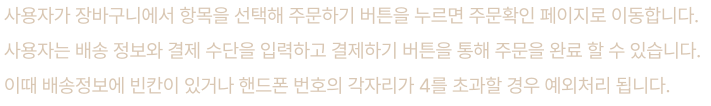 사용자가 장바구니에서 항목을 선택해 주문하기 버튼을 누르면 주문확인 페이지로 이동합니다.
사용자는 배송 정보와 결제 수단을 입력하고 결제하기 버튼을 통해 주문을 완료 할 수 있습니다.
이때 배송정보에 빈칸이 있거나 핸드폰 번호의 각자리가 4를 초과할 경우 예외처리 됩니다.